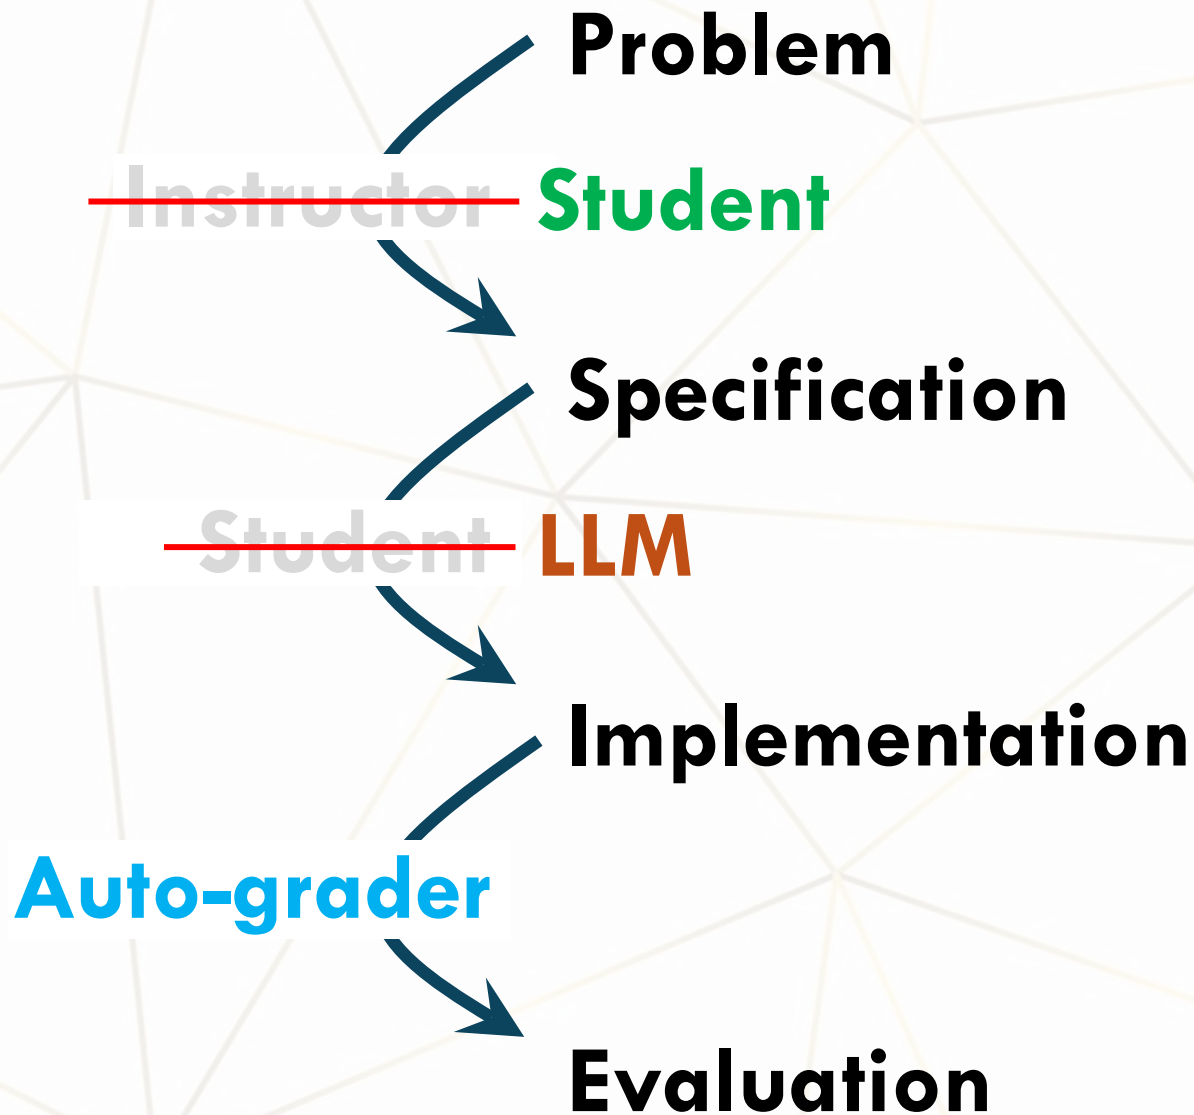 Problem
Instructor Student
Specification
Student LLM
Implementation
Auto-grader
Evaluation